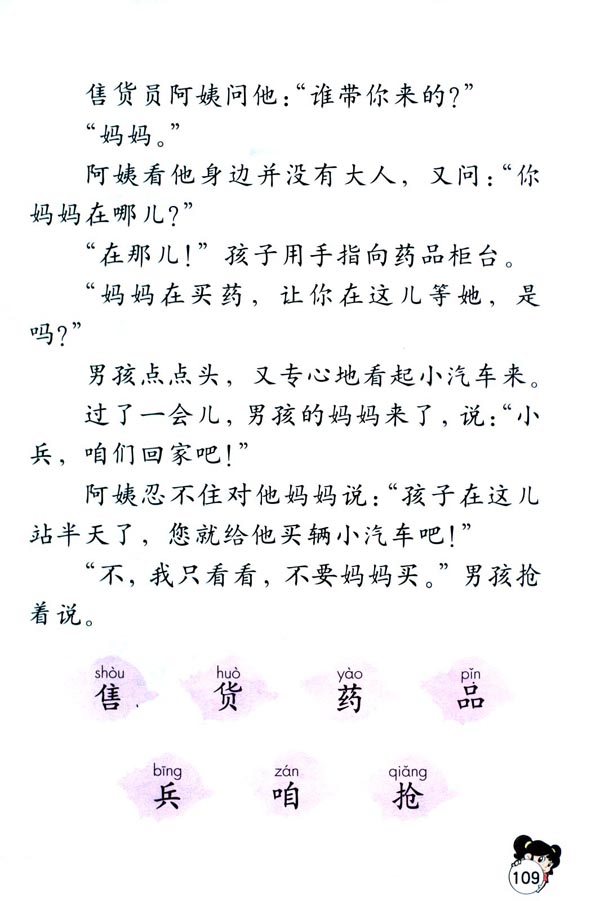 售货员阿姨问他：“谁带你来的？”
“妈妈。”
阿姨看他身边并没有大人，又问：“你
妈妈在哪儿？”
“在那儿！”孩子用手指向药品柜台。
“妈妈在买药，让你在这儿等她，是
吗？”
男孩点点头，又专心地看起小汽车来。
过了一会儿，男孩的妈妈来了，说：“小
兵，咱们回家吧！”
阿姨忍不住对他妈妈说：“孩子在这儿
站半天了，您就给他买辆小汽车吧！”
“不，我只看看，不要妈妈买。”男孩抢
着说。
shòu huò yào pǐn
售 货 药 品
bīng zán qiǎng
兵 咱 抢
109